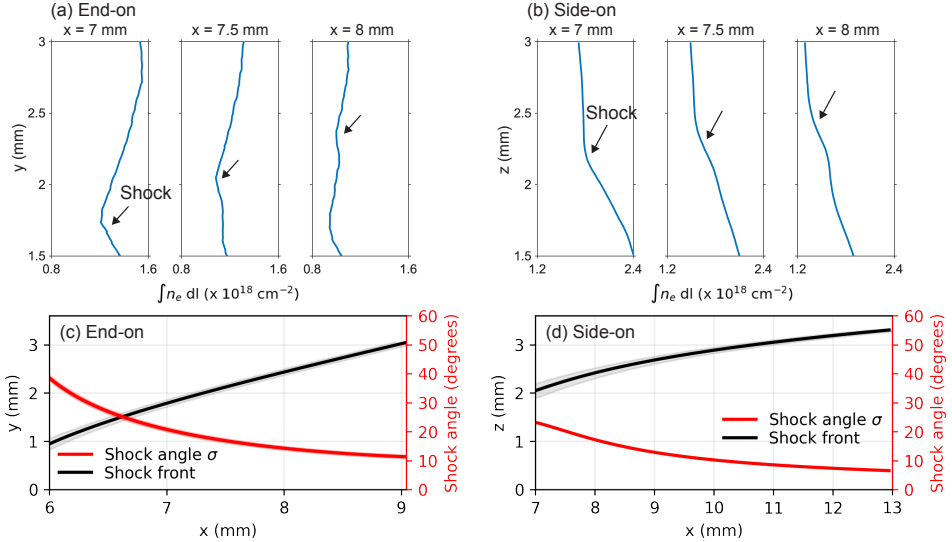 (a) End-on
x = 7 mm
x = 7.5 mm
x = 8 mm
3
2.5
2
1.5
y (mm)
Shock
0.8
1.6
0.8
1.6
0.8
1.6
∫nₑ dl (x 10¹⁸ cm⁻²)
(b) Side-on
x = 7 mm
x = 7.5 mm
x = 8 mm
3
2.5
2
1.5
z (mm)
Shock
1.2
2.4
1.2
2.4
1.2
2.4
∫nₑ dl (x 10¹⁸ cm⁻²)
(c) End-on
3
2
1
0
y (mm)
60
50
40
30
20
10
0
Shock angle (degrees)
Shock angle σ
Shock front
6
7
8
9
x (mm)
(d) Side-on
3
2
1
0
z (mm)
60
50
40
30
20
10
0
Shock angle (degrees)
Shock angle σ
Shock front
7
8
9
10
11
12
13
x (mm)